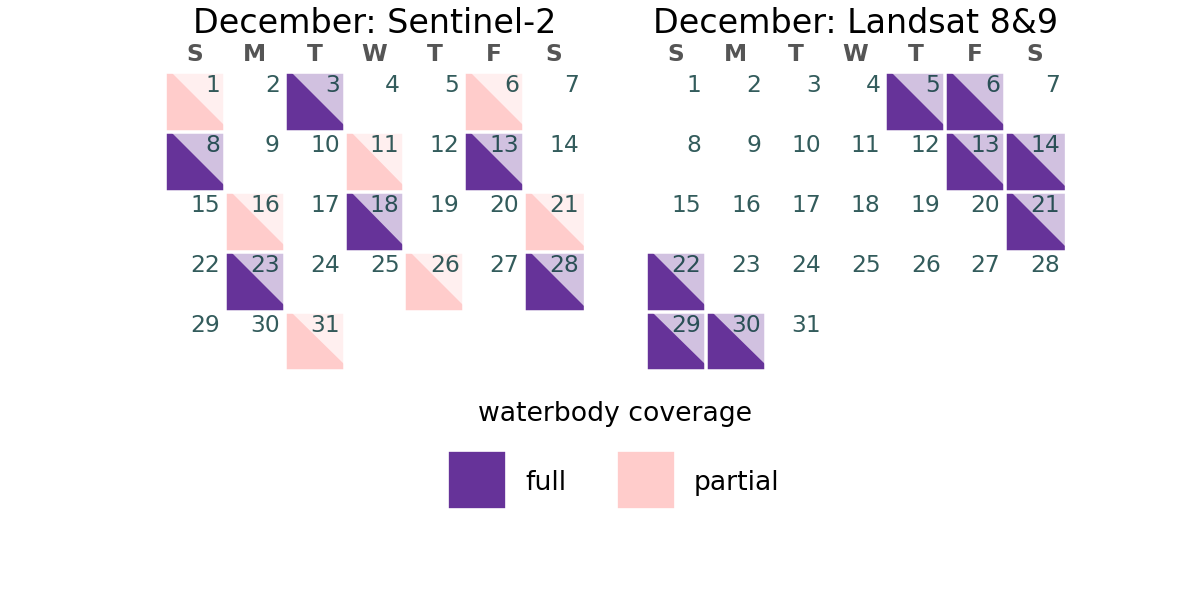 December: Sentinel-2
S M T W T F S
1 2 3 4 5 6 7
8 9 10 11 12 13 14
15 16 17 18 19 20 21
22 23 24 25 26 27 28
29 30 31
December: Landsat 8&9
S M T W T F S
1 2 3 4 5 6 7
8 9 10 11 12 13 14
15 16 17 18 19 20 21
22 23 24 25 26 27 28
29 30 31
waterbody coverage
full partial